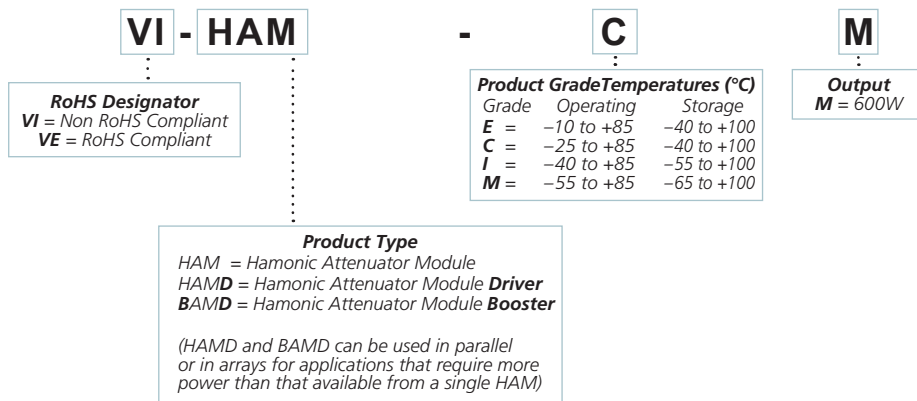 VI - HAM - C M
RoHS Designator
VI = Non RoHS Compliant
VE = RoHS Compliant
Product GradeTemperatures (°C)
Grade Operating Storage
E = –10 to +85 –40 to +100
C = –25 to +85 –40 to +100
I = –40 to +85 –55 to +100
M = –55 to +85 –65 to +100
Output
M = 600W
Product Type
HAM = Hamonic Attenuator Module
HAMD = Hamonic Attenuator Module Driver
BAMD = Hamonic Attenuator Module Booster
(HAMD and BAMD can be used in parallel
or in arrays for applications that require more
power than that available from a single HAM)